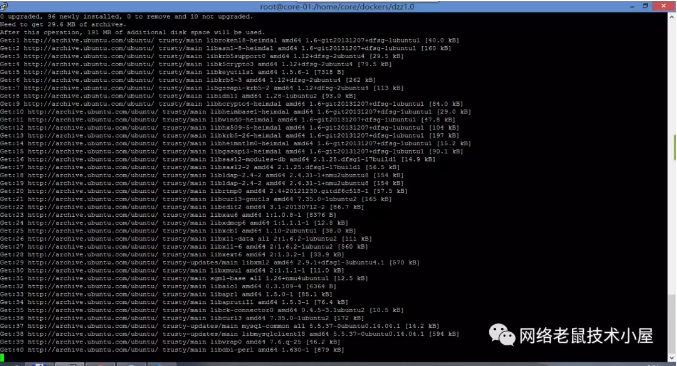 root@core-01:/home/core/dockers/dzz1.0
0 upgraded, 96 newly installed, 0 to remove and 10 not upgraded.
Need to get 29.6 MB of archives.
After this operation, 191 MB of additional disk space will be used.
Get:1 http://archive.ubuntu.com/ubuntu/ trusty/main libroken18-heimdal amd64 1.6~git20131207+dfsg-1ubuntu1 [40.0 kB]
Get:2 http://archive.ubuntu.com/ubuntu/ trusty/main libasn1-8-heimdal amd64 1.6~git20131207+dfsg-1ubuntu1 [160 kB]
Get:3 http://archive.ubuntu.com/ubuntu/ trusty/main libkrb5support0 amd64 1.12+dfsg-2ubuntu4 [29.5 kB]
Get:4 http://archive.ubuntu.com/ubuntu/ trusty/main libk5crypto3 amd64 1.12+dfsg-2ubuntu4 [79.5 kB]
Get:5 http://archive.ubuntu.com/ubuntu/ trusty/main libkeyutils1 amd64 1.5.6-1 [7318 B]
Get:6 http://archive.ubuntu.com/ubuntu/ trusty/main libkrb5-3 amd64 1.12+dfsg-2ubuntu4 [262 kB]
Get:7 http://archive.ubuntu.com/ubuntu/ trusty/main libgssapi-krb5-2 amd64 1.12+dfsg-2ubuntu4 [113 kB]
Get:8 http://archive.ubuntu.com/ubuntu/ trusty/main libidn11 amd64 1.28-1ubuntu2 [93.0 kB]
Get:9 http://archive.ubuntu.com/ubuntu/ trusty/main libhcrypto4-heimdal amd64 1.6~git20131207+dfsg-1ubuntu1 [84.0 kB]
Get:10 http://archive.ubuntu.com/ubuntu/ trusty/main libheimbase1-heimdal amd64 1.6~git20131207+dfsg-1ubuntu1 [29.0 kB]
Get:11 http://archive.ubuntu.com/ubuntu/ trusty/main libwind0-heimdal amd64 1.6~git20131207+dfsg-1ubuntu1 [47.8 kB]
Get:12 http://archive.ubuntu.com/ubuntu/ trusty/main libhx509-5-heimdal amd64 1.6~git20131207+dfsg-1ubuntu1 [104 kB]
Get:13 http://archive.ubuntu.com/ubuntu/ trusty/main libkrb5-26-heimdal amd64 1.6~git20131207+dfsg-1ubuntu1 [197 kB]
Get:14 http://archive.ubuntu.com/ubuntu/ trusty/main libheimntlm0-heimdal amd64 1.6~git20131207+dfsg-1ubuntu1 [15.2 kB]
Get:15 http://archive.ubuntu.com/ubuntu/ trusty/main libgssapi3-heimdal amd64 1.6~git20131207+dfsg-1ubuntu1 [90.1 kB]
Get:16 http://archive.ubuntu.com/ubuntu/ trusty/main libsasl2-modules-db amd64 2.1.25.dfsg1-17build1 [14.9 kB]
Get:17 http://archive.ubuntu.com/ubuntu/ trusty/main libsasl2-2 amd64 2.1.25.dfsg1-17build1 [56.5 kB]
Get:18 http://archive.ubuntu.com/ubuntu/ trusty/main libldap-2.4-2 amd64 2.4.31-1+nmu2ubuntu8 [154 kB]
Get:19 http://archive.ubuntu.com/ubuntu/ trusty/main libldap-2.4-2 amd64 2.4.31-1+nmu2ubuntu8 [154 kB]
Get:20 http://archive.ubuntu.com/ubuntu/ trusty/main librtmp0 amd64 2.4+20121230.gitdf6c518-1 [57.5 kB]
Get:21 http://archive.ubuntu.com/ubuntu/ trusty/main libcurl3-gnutls amd64 7.35.0-1ubuntu2 [165 kB]
Get:22 http://archive.ubuntu.com/ubuntu/ trusty/main libedit2 amd64 3.1-20130712-2 [86.7 kB]
Get:23 http://archive.ubuntu.com/ubuntu/ trusty/main libxau6 amd64 1:1.0.8-1 [8376 B]
Get:24 http://archive.ubuntu.com/ubuntu/ trusty/main libxdmcp6 amd64 1:1.1.1-1 [12.8 kB]
Get:25 http://archive.ubuntu.com/ubuntu/ trusty/main libxcb1 amd64 1.10-2ubuntu1 [38.0 kB]
Get:26 http://archive.ubuntu.com/ubuntu/ trusty/main libx11-data all 2:1.6.2-1ubuntu2 [111 kB]
Get:27 http://archive.ubuntu.com/ubuntu/ trusty/main libx11-6 amd64 2:1.6.2-1ubuntu2 [560 kB]
Get:28 http://archive.ubuntu.com/ubuntu/ trusty/main libxext6 amd64 2:1.3.2-1 [33.9 kB]
Get:29 http://archive.ubuntu.com/ubuntu/ trusty-updates/main libxml2 amd64 2.9.1+dfsg1-3ubuntu4.1 [570 kB]
Get:30 http://archive.ubuntu.com/ubuntu/ trusty/main libxmuu1 amd64 2:1.1.1-1 [11.0 kB]
Get:31 http://archive.ubuntu.com/ubuntu/ trusty/main sgml-base all 1.26+nmu4ubuntu1 [12.5 kB]
Get:32 http://archive.ubuntu.com/ubuntu/ trusty/main libaio1 amd64 0.3.109-4 [6364 B]
Get:33 http://archive.ubuntu.com/ubuntu/ trusty/main libapr1 amd64 1.5.0-1 [85.1 kB]
Get:34 http://archive.ubuntu.com/ubuntu/ trusty/main libaprutil1 amd64 1.5.3-1 [76.4 kB]
Get:35 http://archive.ubuntu.com/ubuntu/ trusty/main libck-connector0 amd64 0.4.5-3.1ubuntu2 [10.5 kB]
Get:36 http://archive.ubuntu.com/ubuntu/ trusty/main libcurl3 amd64 7.35.0-1ubuntu2 [172 kB]
Get:37 http://archive.ubuntu.com/ubuntu/ trusty-updates/main mysql-common all 5.5.37-0ubuntu0.14.04.1 [14.2 kB]
Get:38 http://archive.ubuntu.com/ubuntu/ trusty-updates/main libmysqlclient18 amd64 5.5.37-0ubuntu0.14.04.1 [594 kB]
Get:39 http://archive.ubuntu.com/ubuntu/ trusty/main libwrap0 amd64 7.6.q-25 [46.2 kB]
Get:40 http://archive.ubuntu.com/ubuntu/ trusty/main libdbi-perl amd64 1.630-1 [879 kB]
网络老鼠技术小屋